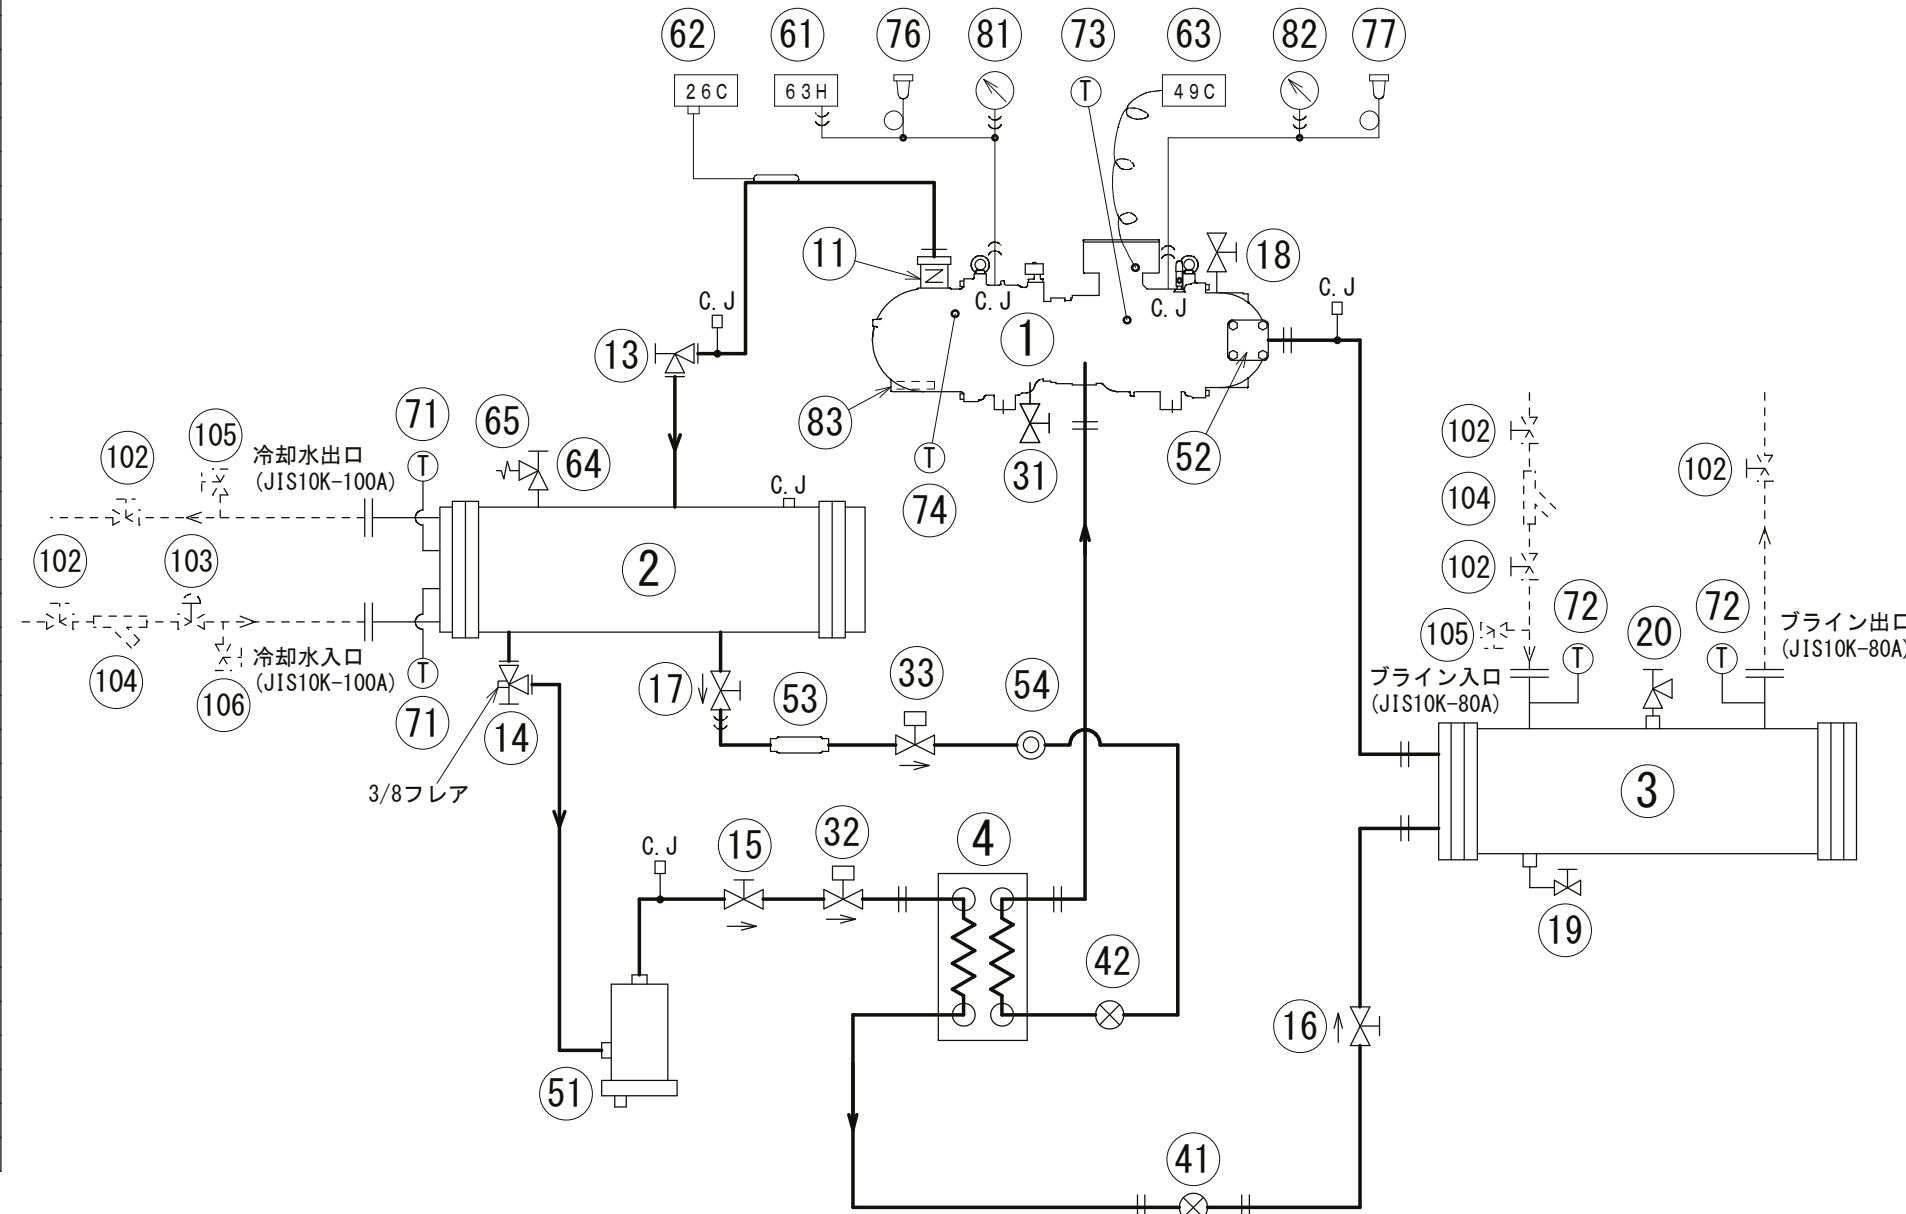 62 61 76 81 73 63 82 77
26C 63H T 49C
11 18
C.J C.J
C.J C.J
1
13
71 83 52
65
105 102
102 冷却水出口 64 T 31
(JIS10K-100A) T C.J 74 102
104
102 103 2 102
72 20 72
105 ブライン出口
冷却水入口 T T (JIS10K-80A)
104 (JIS10K-100A) T 17 33 54 ブライン入口
106 53 (JIS10K-80A)
71 14
3/8フレア 3
32 4
C.J 15
19
42
16
51
41